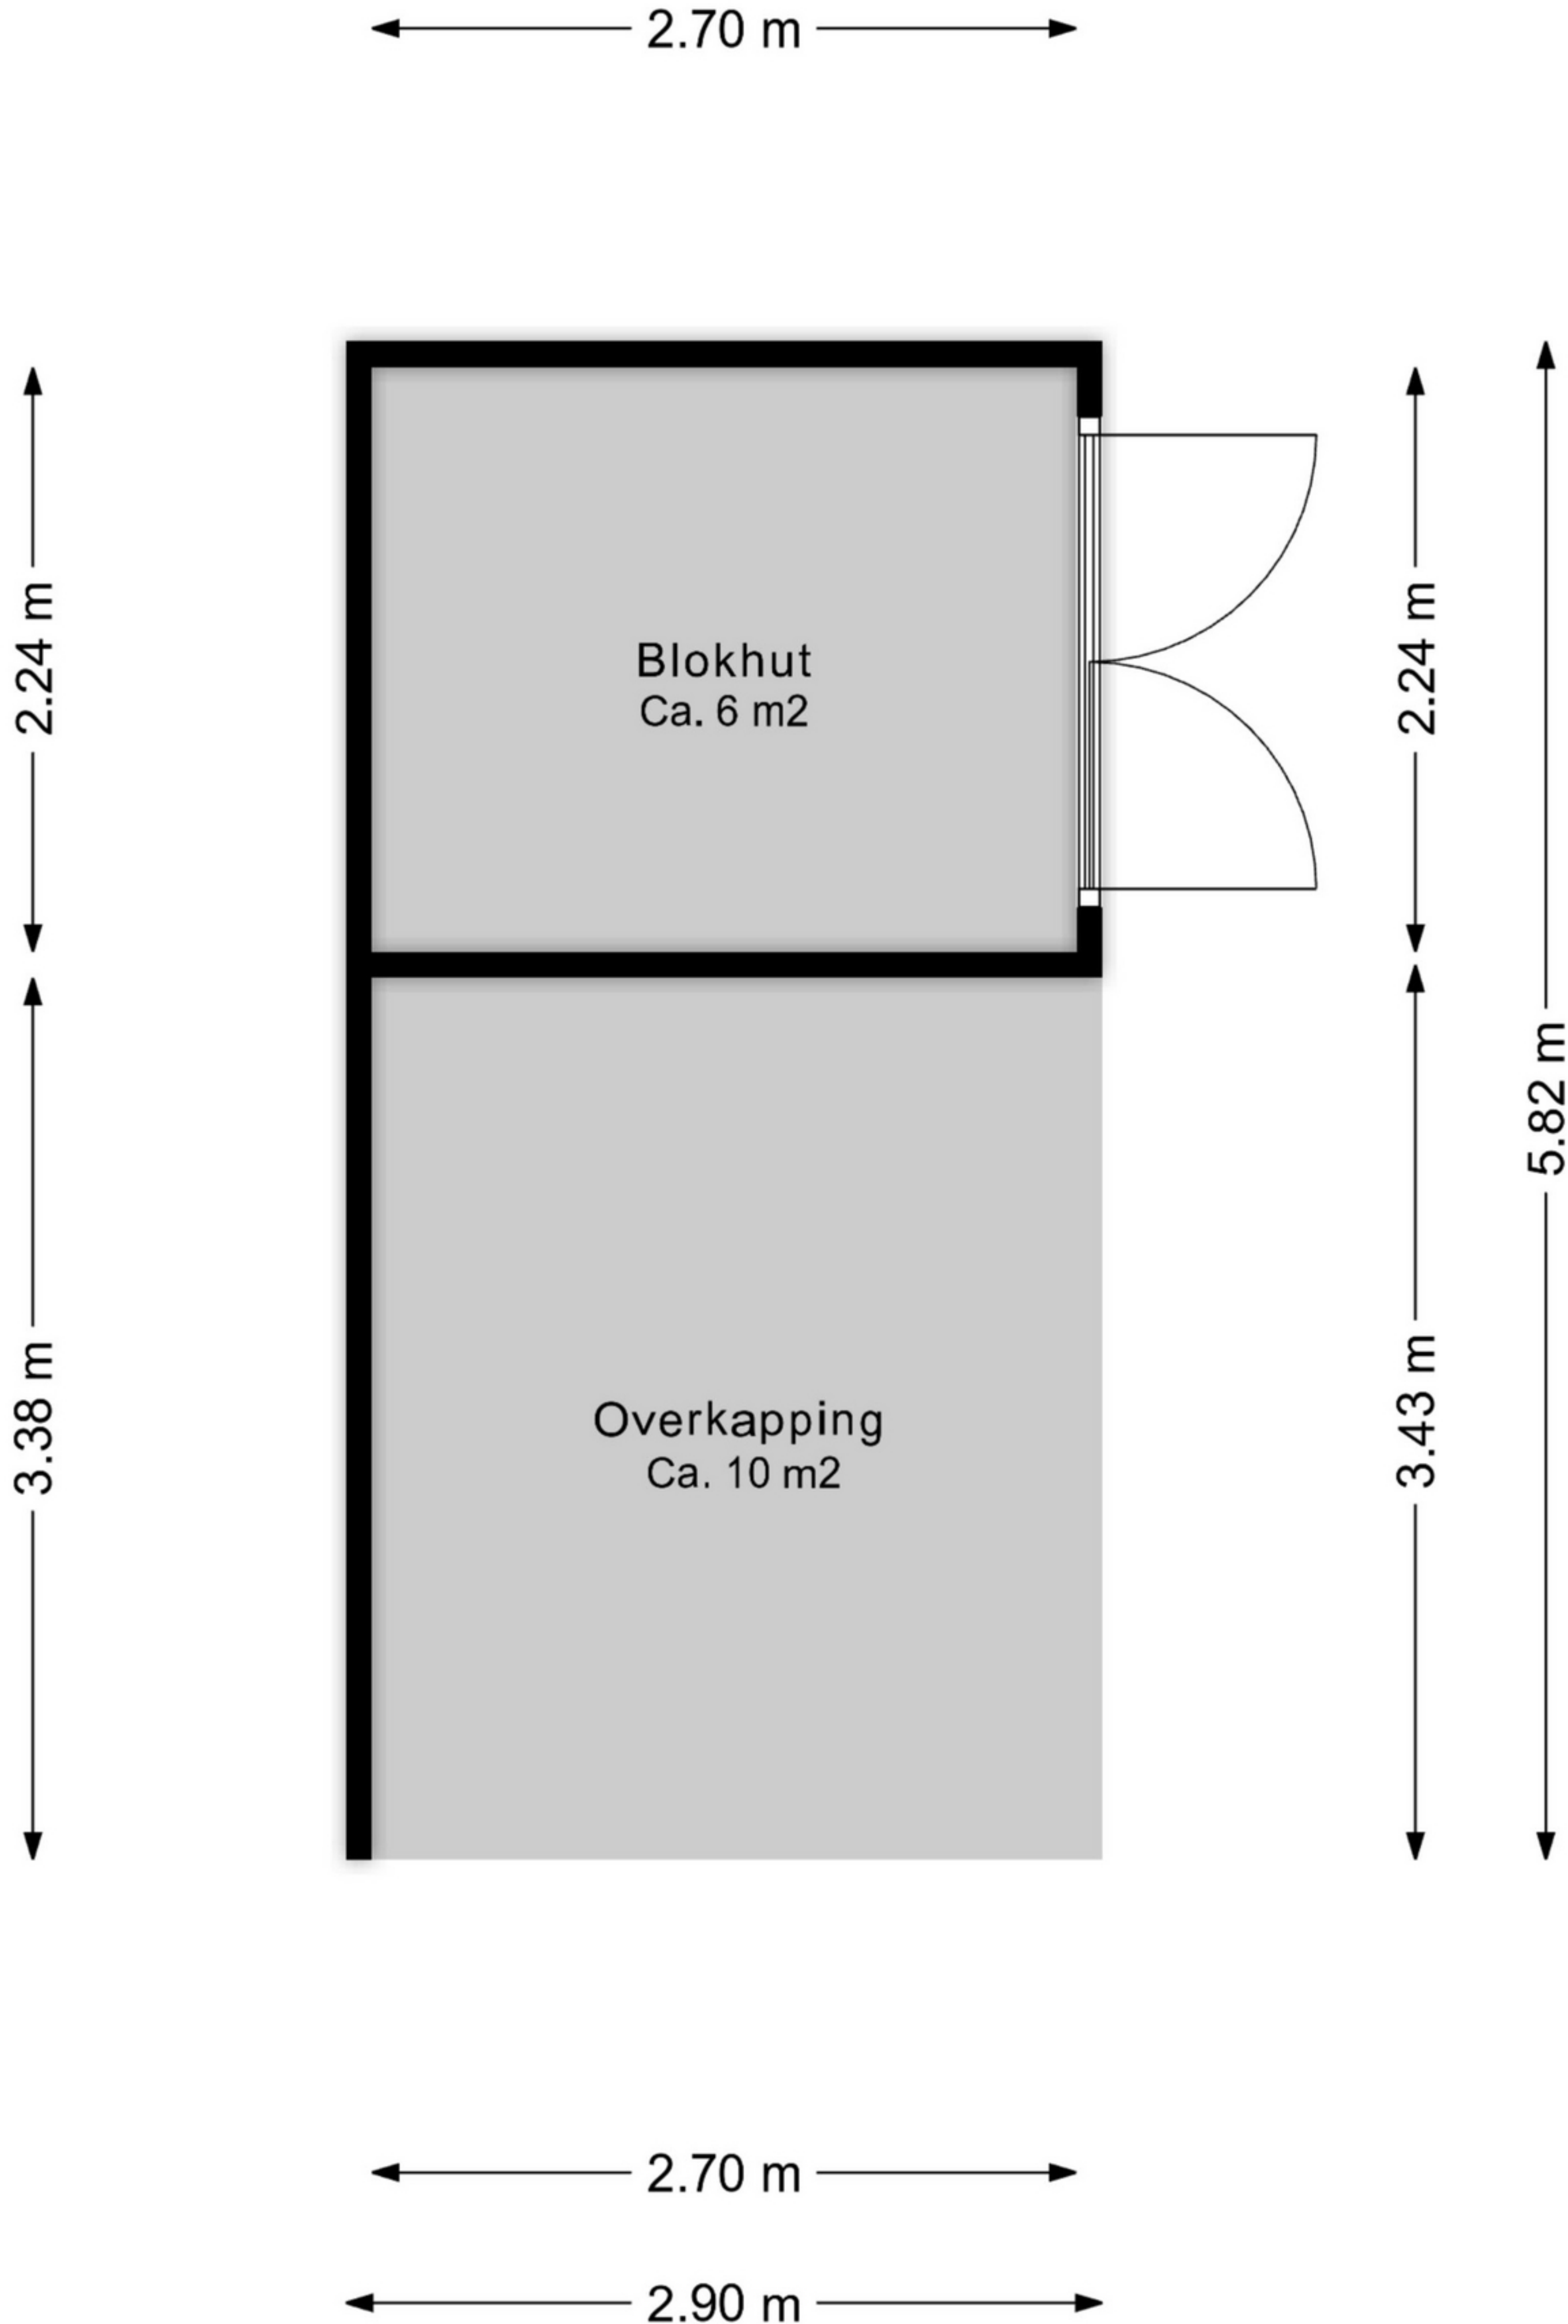 2.70 m
2.24 m
2.24 m
Blokhut
Ca. 6 m2
5.82 m
3.38 m
3.43 m
Overkapping
Ca. 10 m2
2.70 m
2.90 m